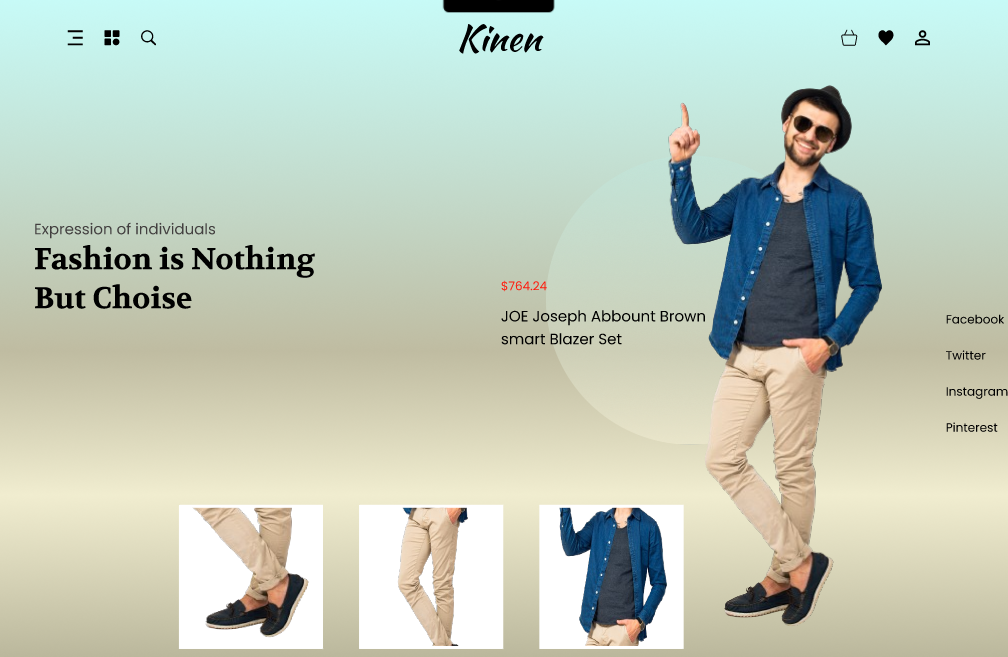 Kinen
Expression of individuals
Fashion is Nothing
But Choise
$764.24
JOE Joseph Abbount Brown
smart Blazer Set
Facebook
Twitter
Instagram
Pinterest